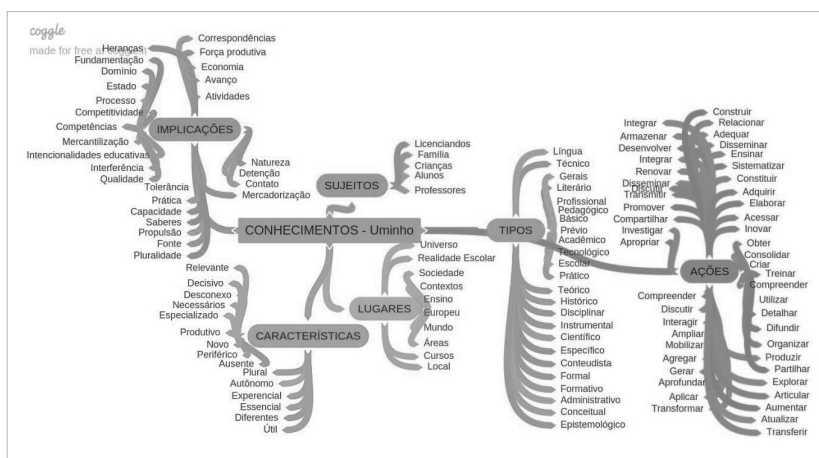 coggle
made for free at coggle.it
Heranças
Fundamentação
Domínio
Estado
Processo
Competitividade
Competências
Mercantilização
Intencionalidades educativas
Interferência
Qualidade
Correspondências
Força produtiva
Economia
Avanço
Atividades
IMPLICAÇÕES
Natureza
Detenção
Contato
Mercadorização
Tolerância
Prática
Capacidade
Saberes
Propulsão
Fonte
Pluralidade
SUJEITOS
Licenciandos
Família
Crianças
Alunos
Professores
CONHECIMENTOS - Uminho
LUGARES
Universo
Realidade Escolar
Sociedade
Contextos
Ensino
Europeu
Mundo
Áreas
Cursos
Local
CARACTERÍSTICAS
Relevante
Decisivo
Desconexo
Necessários
Especializado
Produtivo
Novo
Periférico
Ausente
Plural
Autônomo
Experencial
Essencial
Diferentes
Útil
TIPOS
Língua
Técnico
Gerais
Literário
Profissional
Pedagógico
Básico
Prévio
Acadêmico
Tecnológico
Escolar
Prático
Teórico
Histórico
Disciplinar
Instrumental
Científico
Específico
Conteudista
Formal
Formativo
Administrativo
Conceitual
Epistemológico
AÇÕES
Integrar
Armazenar
Desenvolver
Integrar
Renovar
Disseminar
Discutir
Transmitir
Promover
Compartilhar
Investigar
Apropriar
Construir
Relacionar
Adequar
Disseminar
Ensinar
Sistematizar
Constituir
Adquirir
Elaborar
Acessar
Inovar
Obter
Consolidar
Criar
Treinar
Compreender
Utilizar
Detalhar
Difundir
Organizar
Produzir
Partilhar
Explorar
Articular
Aumentar
Atualizar
Transferir
Compreender
Discutir
Interagir
Ampliar
Mobilizar
Agregar
Gerar
Aprofundar
Aplicar
Transformar